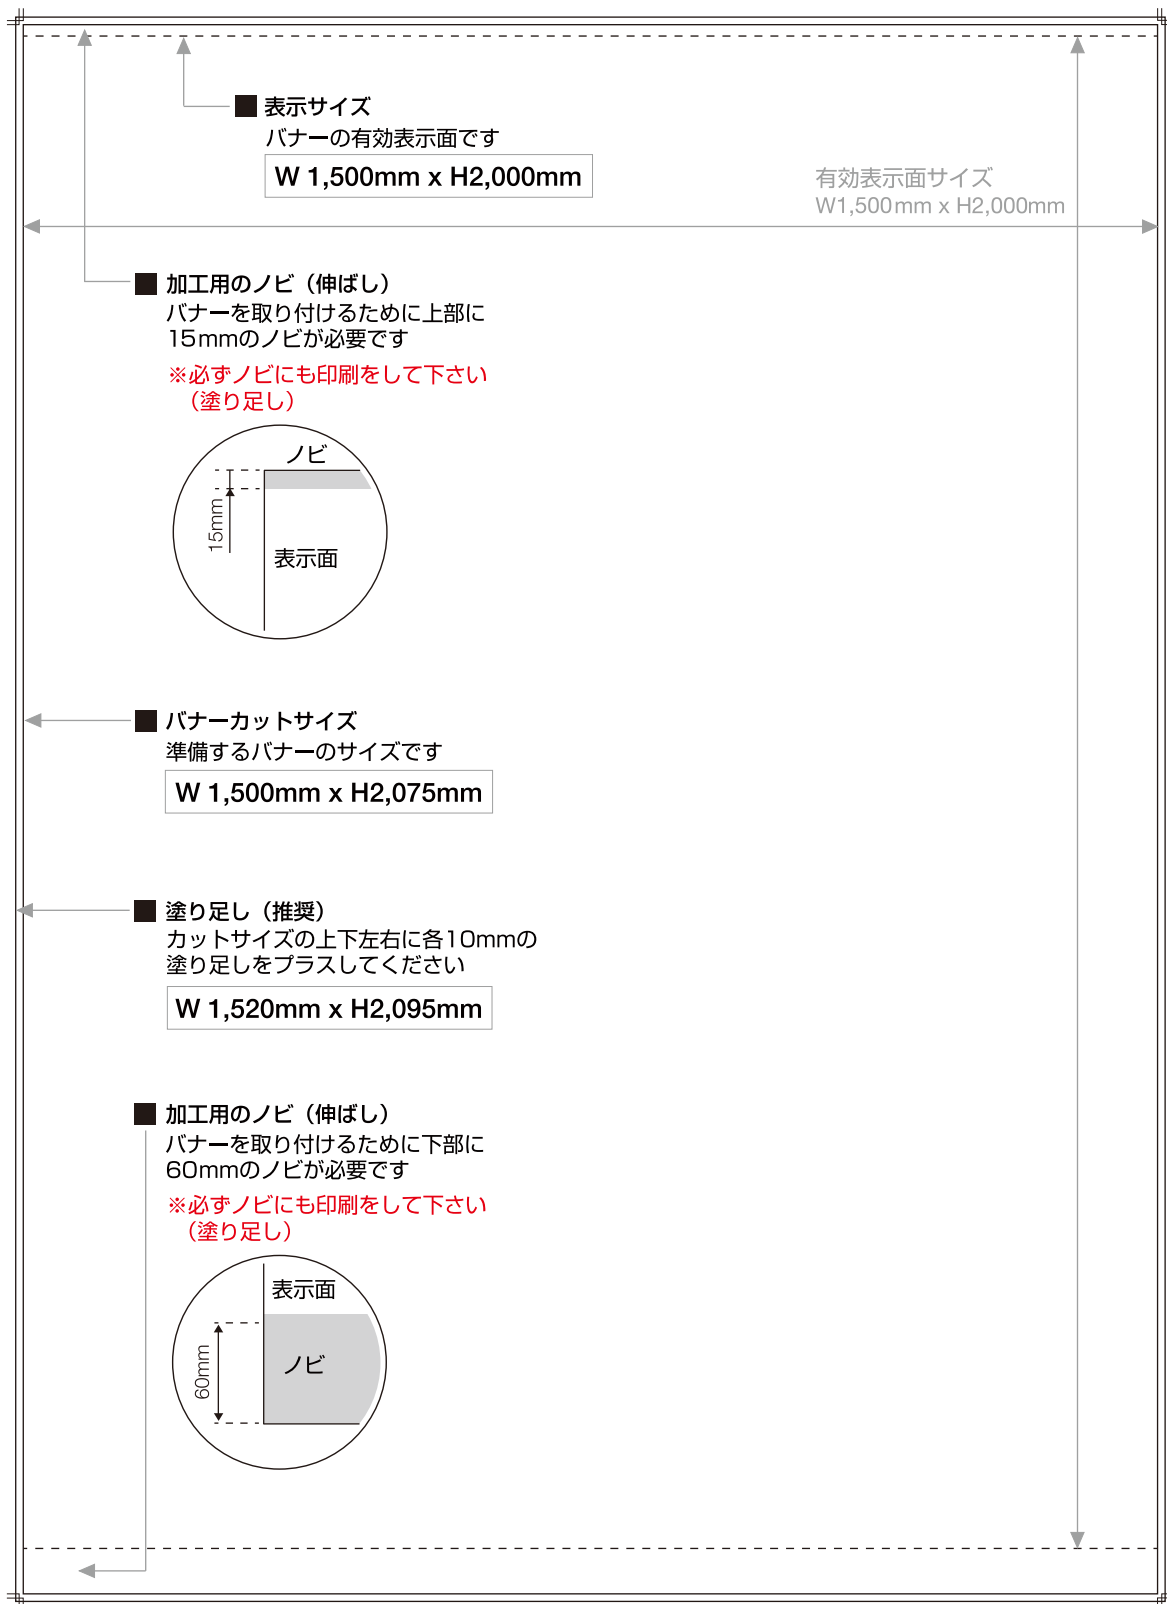 ■ 表示サイズ
バナーの有効表示面です
W 1,500mm x H2,000mm
有効表示面サイズ
W1,500mm x H2,000mm
■ 加工用のノビ（伸ばし）
バナーを取り付けるために上部に
15mmのノビが必要です
※必ずノビにも印刷をして下さい
（塗り足し）
ノビ
15mm
表示面
■ バナーカットサイズ
準備するバナーのサイズです
W 1,500mm x H2,075mm
■ 塗り足し（推奨）
カットサイズの上下左右に各10mmの
塗り足しをプラスしてください
W 1,520mm x H2,095mm
■ 加工用のノビ（伸ばし）
バナーを取り付けるために下部に
60mmのノビが必要です
※必ずノビにも印刷をして下さい
（塗り足し）
表示面
60mm
ノビ